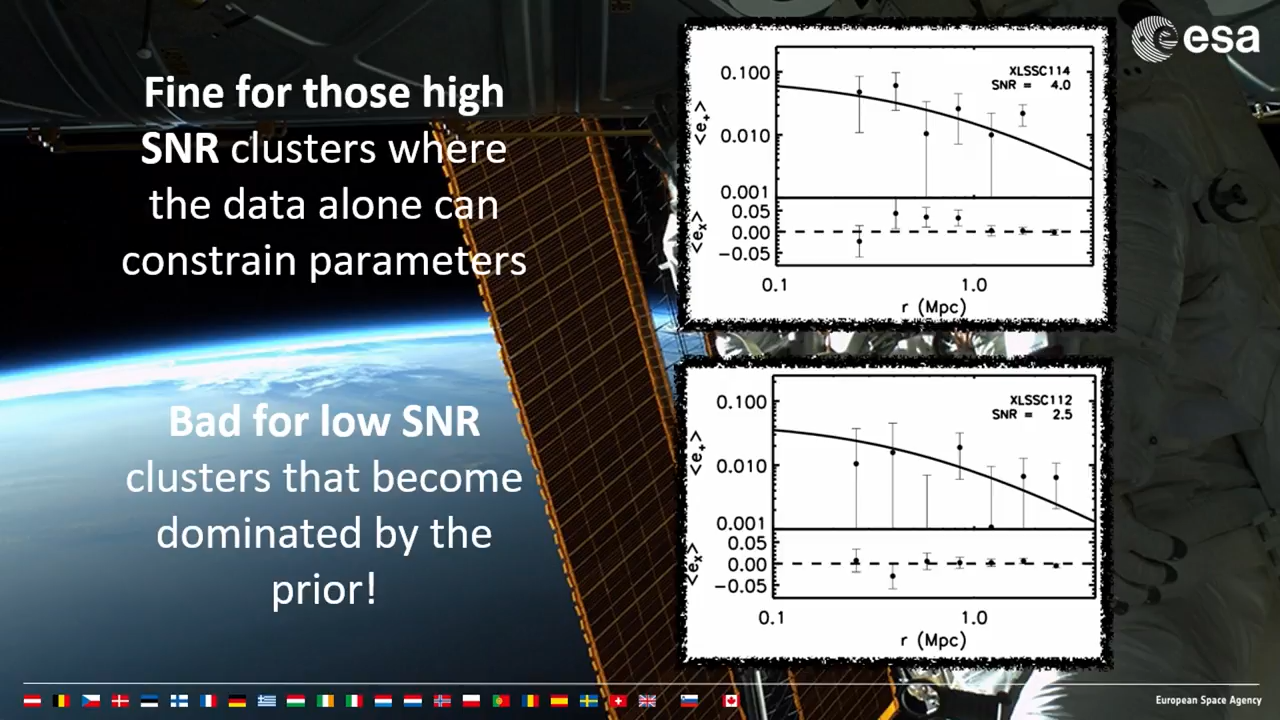 Fine for those high
SNR clusters where
the data alone can
constrain parameters
Bad for low SNR
clusters that become
dominated by the
prior!
esa
XLSSC114
SNR = 4.0
<e₊>
0.100
0.010
0.001
<eₓ>
0.05
0.00
−0.05
0.1
1.0
r (Mpc)
XLSSC112
SNR = 2.5
<e₊>
0.100
0.010
0.001
<eₓ>
0.05
0.00
−0.05
0.1
1.0
r (Mpc)
European Space Agency